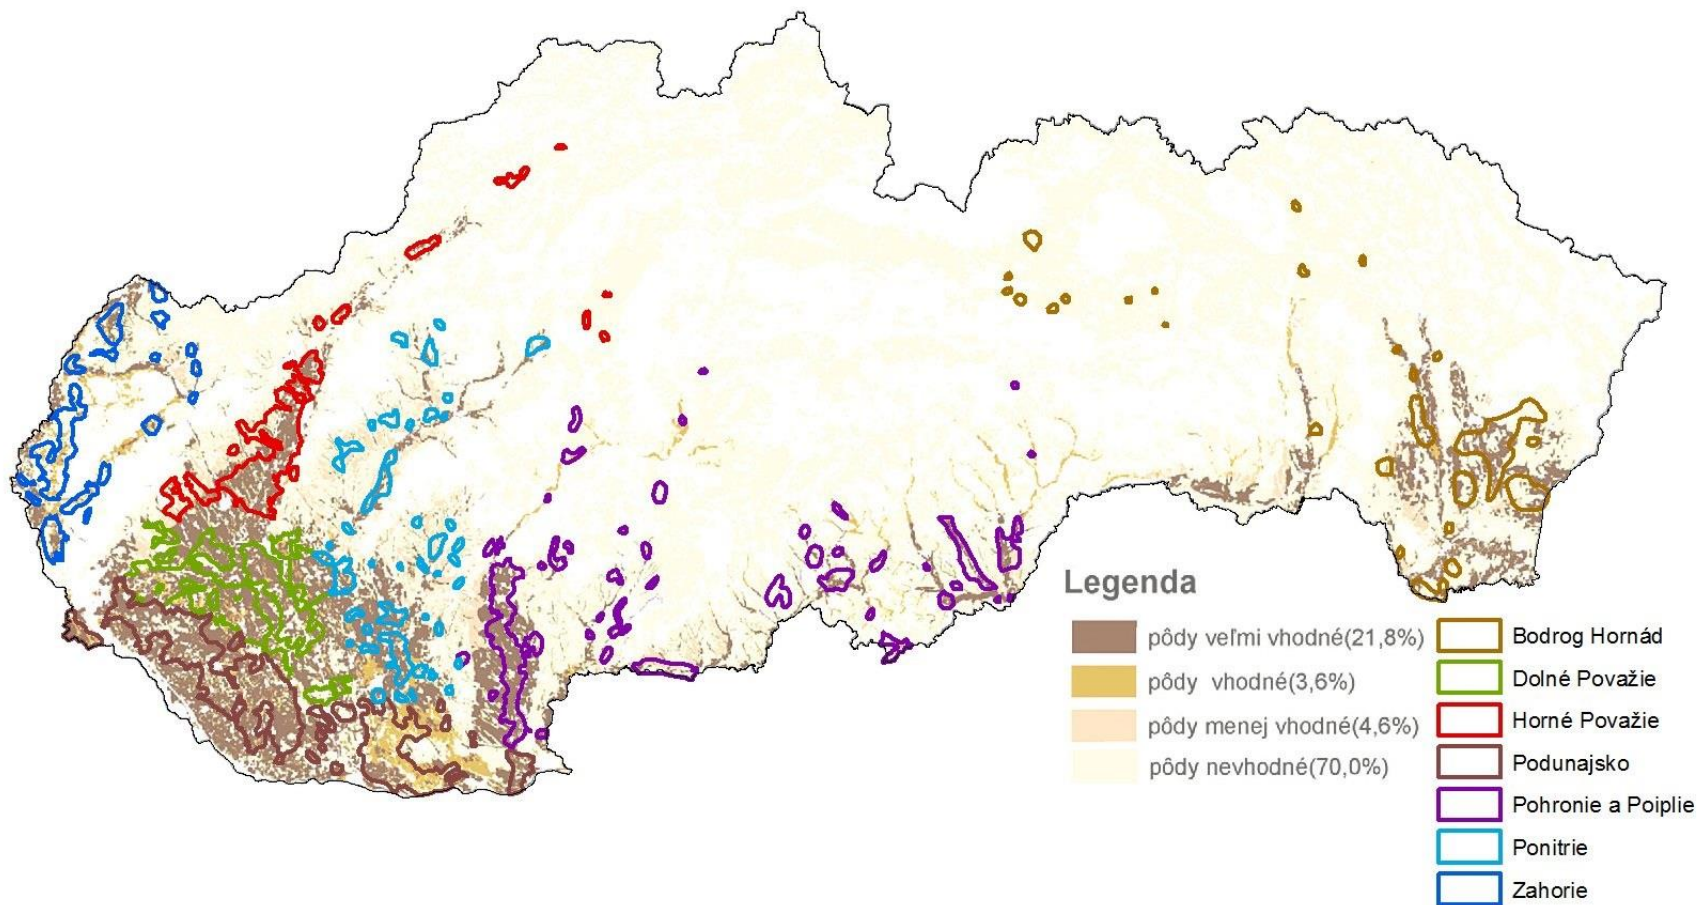 Legenda
pôdy veľmi vhodné(21,8%)
pôdy vhodné(3,6%)
pôdy menej vhodné(4,6%)
pôdy nevhodné(70,0%)
Bodrog Hornád
Dolné Považie
Horné Považie
Podunajsko
Pohronie a Poiplie
Ponitrie
Zahorie